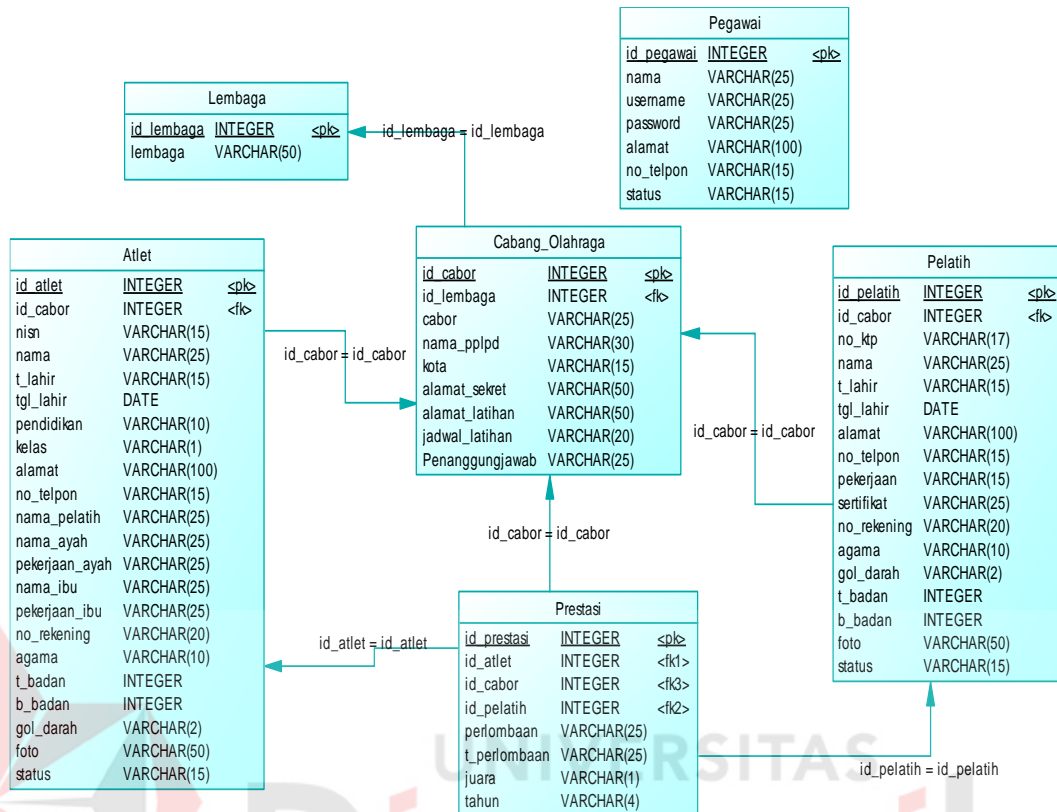 Pegawai
id_pegawai INTEGER <pk>
nama VARCHAR(25)
username VARCHAR(25)
password VARCHAR(25)
alamat VARCHAR(100)
no_telpon VARCHAR(15)
status VARCHAR(15)
Lembaga
id_lembaga INTEGER <pk>
lembaga VARCHAR(50)
id_lembaga = id_lembaga
Cabang_Olahraga
id_cabor INTEGER <pk>
id_lembaga INTEGER <fk>
cabor VARCHAR(25)
nama_pplpd VARCHAR(30)
kota VARCHAR(15)
alamat_sekret VARCHAR(50)
alamat_latihan VARCHAR(50)
jadwal_latihan VARCHAR(20)
Penanggungjawab VARCHAR(25)
Atlet
id_atlet INTEGER <pk>
id_cabor INTEGER <fk>
nisn VARCHAR(15)
nama VARCHAR(25)
t_lahir VARCHAR(15)
tgl_lahir DATE
pendidikan VARCHAR(10)
kelas VARCHAR(1)
alamat VARCHAR(100)
no_telpon VARCHAR(15)
nama_pelatih VARCHAR(25)
nama_ayah VARCHAR(25)
pekerjaan_ayah VARCHAR(25)
nama_ibu VARCHAR(25)
pekerjaan_ibu VARCHAR(25)
no_rekening VARCHAR(20)
agama VARCHAR(10)
t_badan INTEGER
b_badan INTEGER
gol_darah VARCHAR(2)
foto VARCHAR(50)
status VARCHAR(15)
id_cabor = id_cabor
Pelatih
id_pelatih INTEGER <pk>
id_cabor INTEGER <fk>
no_ktp VARCHAR(17)
nama VARCHAR(25)
t_lahir VARCHAR(15)
tgl_lahir DATE
alamat VARCHAR(100)
no_telpon VARCHAR(15)
pekerjaan VARCHAR(15)
sertifikat VARCHAR(25)
no_rekening VARCHAR(20)
agama VARCHAR(10)
gol_darah VARCHAR(2)
t_badan INTEGER
b_badan INTEGER
foto VARCHAR(50)
status VARCHAR(15)
id_cabor = id_cabor
id_cabor = id_cabor
Prestasi
id_prestasi INTEGER <pk>
id_atlet INTEGER <fk1>
id_cabor INTEGER <fk3>
id_pelatih INTEGER <fk2>
perlombaan VARCHAR(25)
t_perlombaan VARCHAR(25)
juara VARCHAR(1)
tahun VARCHAR(4)
id_atlet = id_atlet
id_pelatih = id_pelatih
UNIVERSITAS